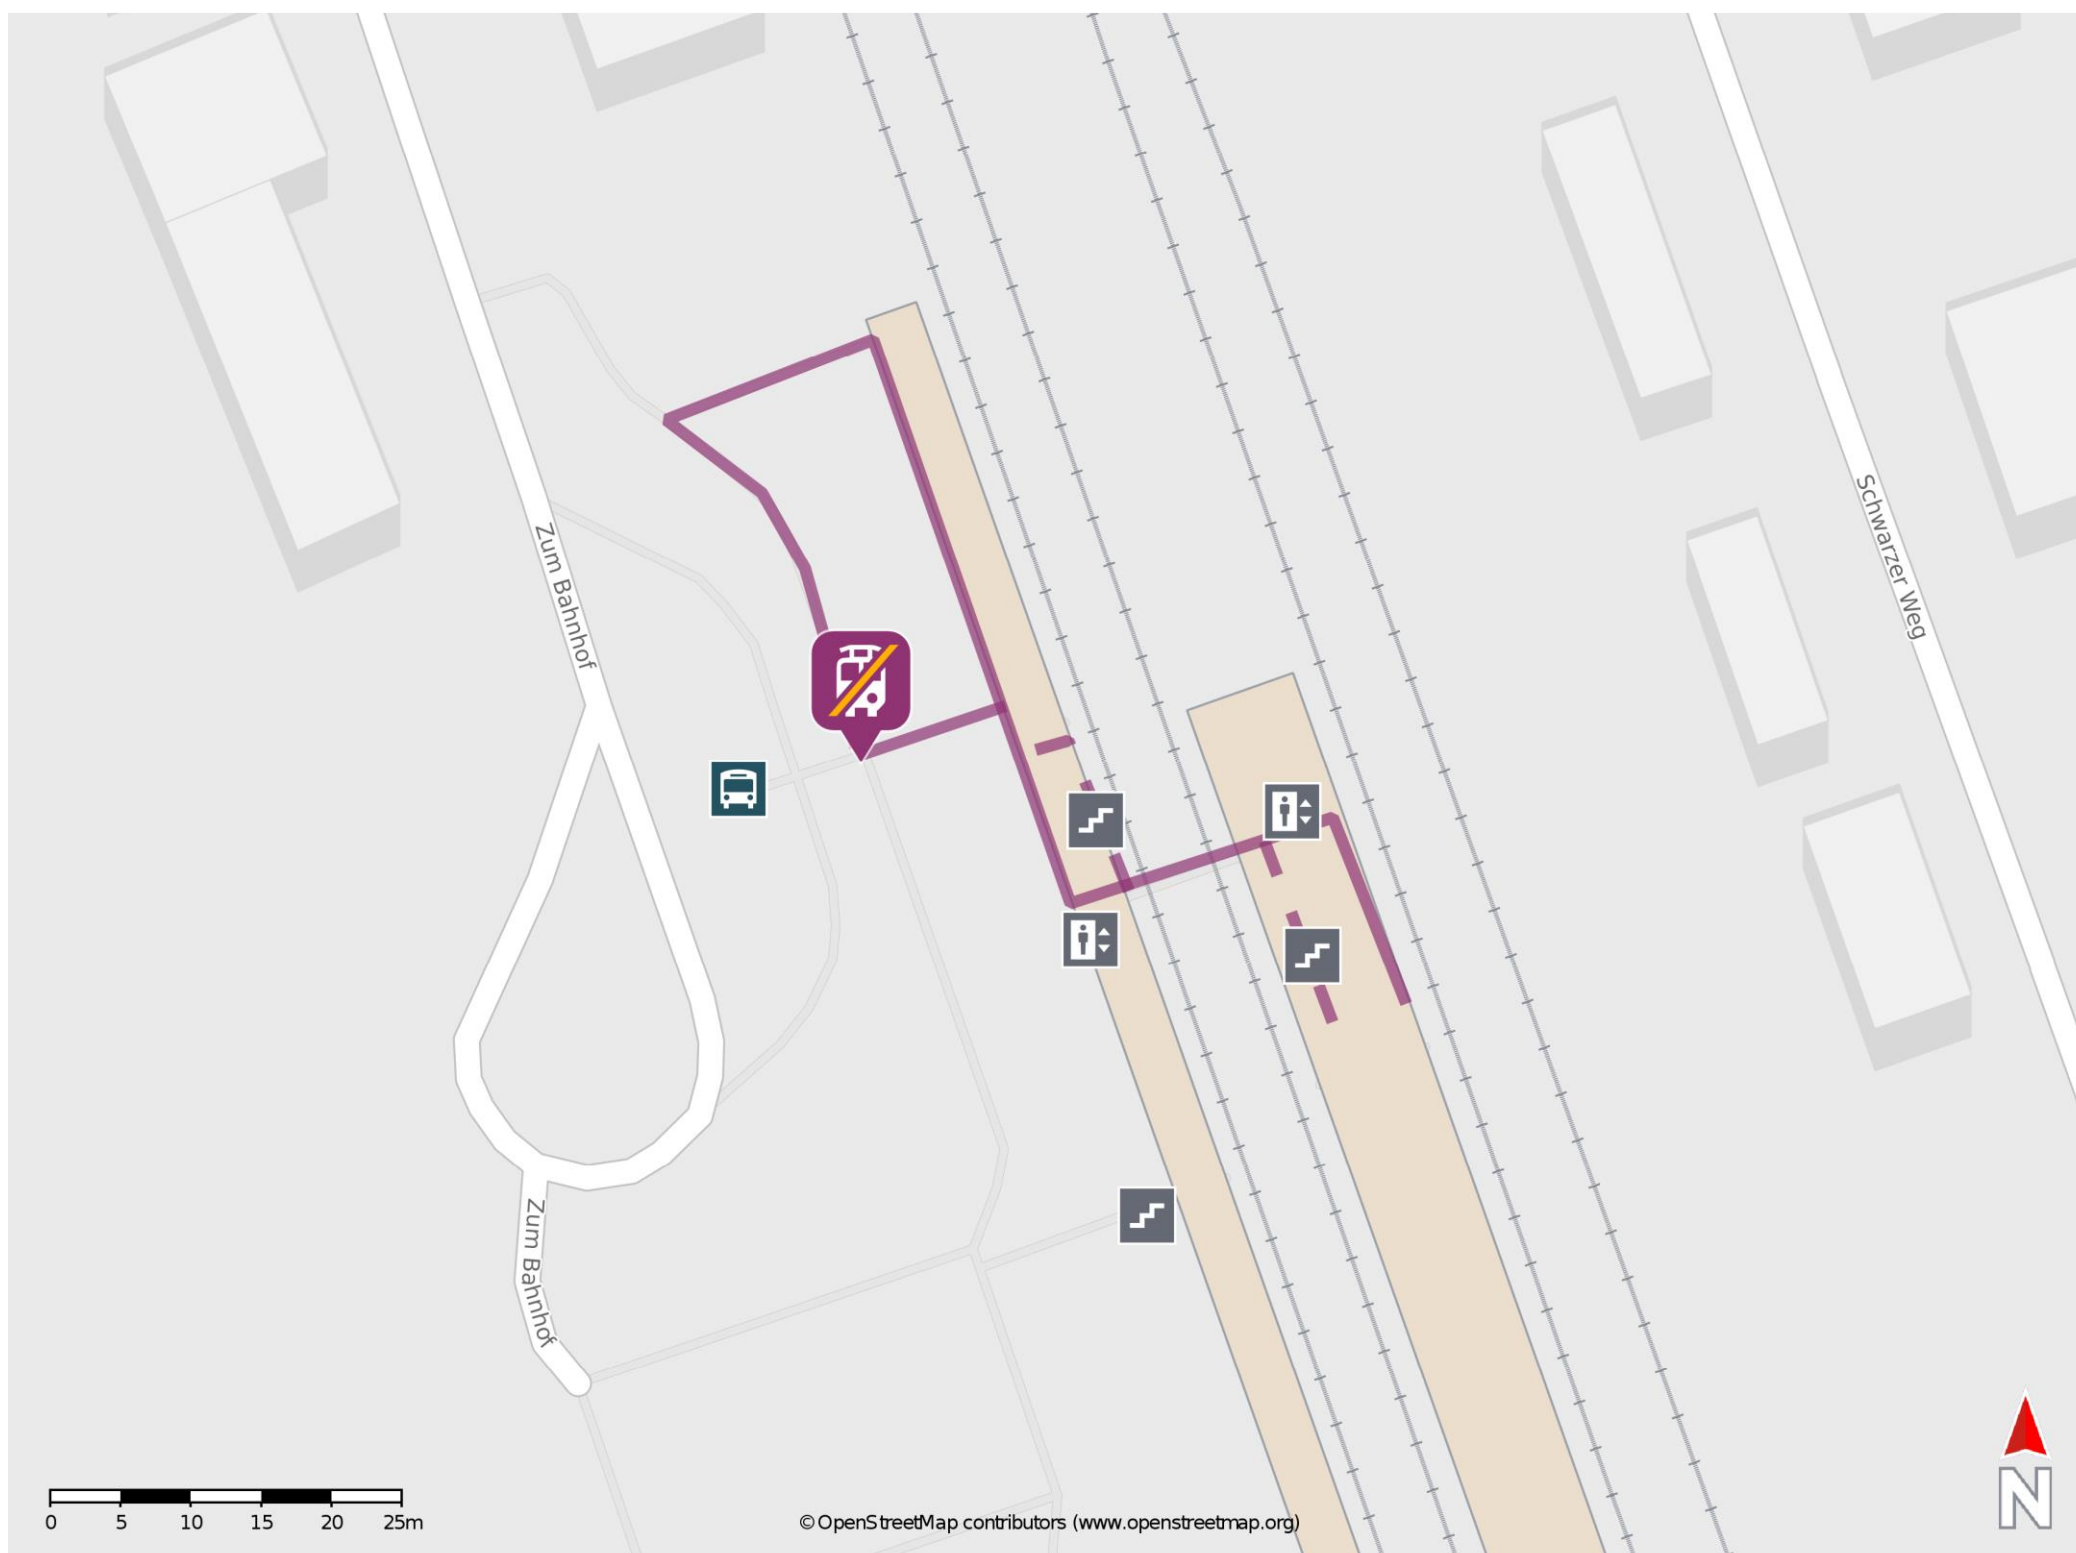 Zum Bahnhof
Schwarzer Weg
Zum Bahnhof
0 5 10 15 20 25m
© OpenStreetMap contributors (www.openstreetmap.org)
N